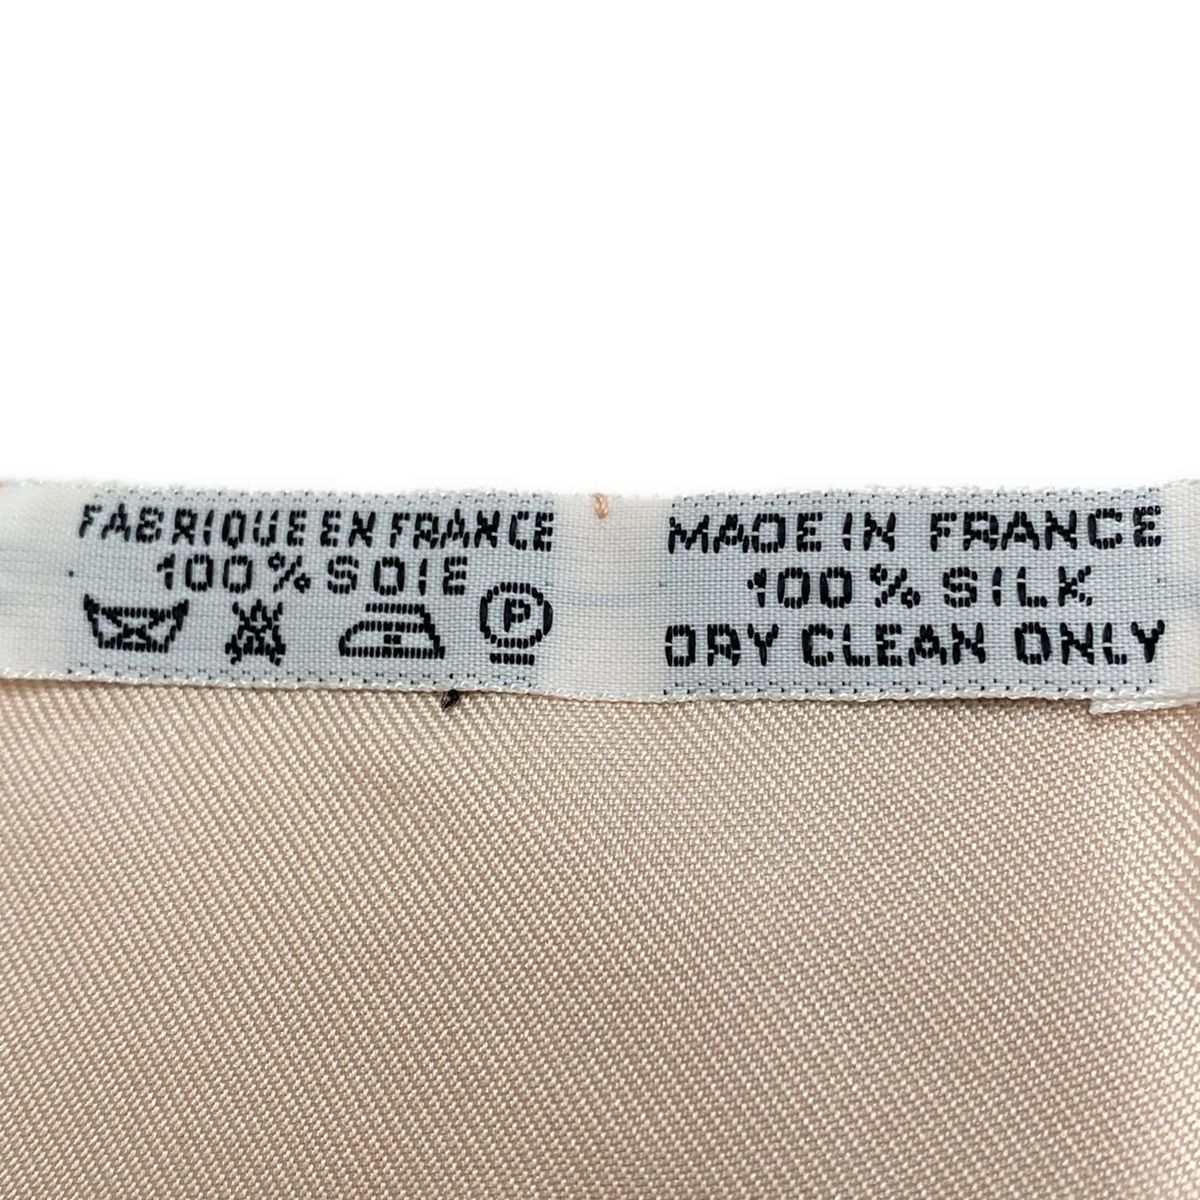 FABRIQUE EN FRANCE
100% SOIE
P
MADE IN FRANCE
100% SILK
DRY CLEAN ONLY